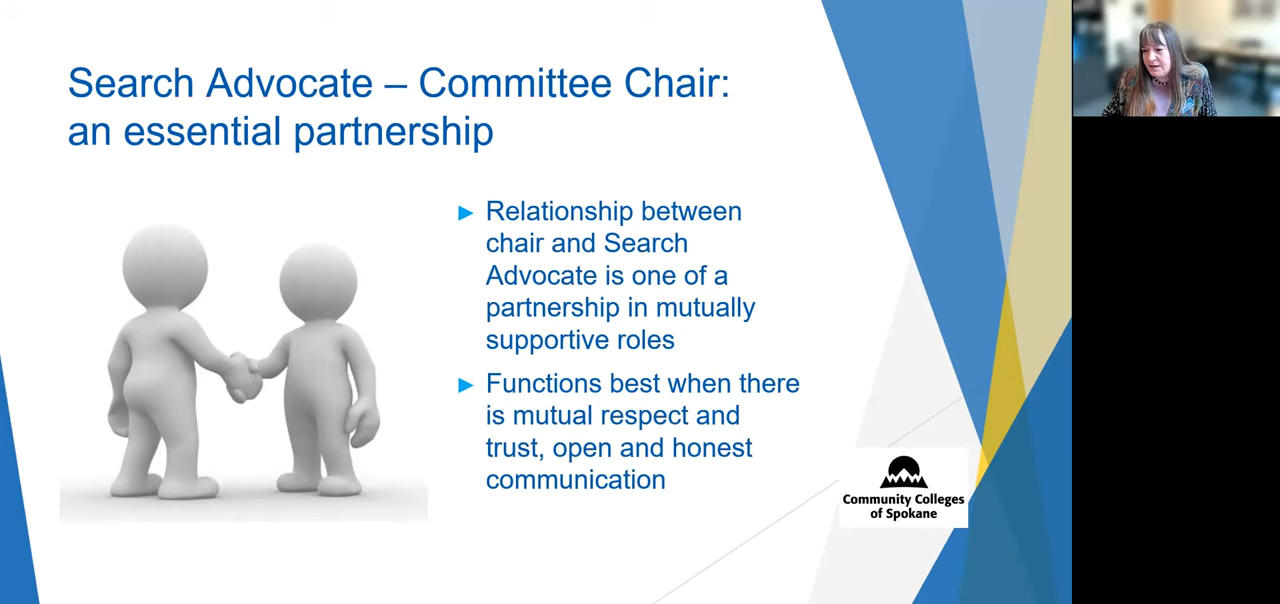 Search Advocate – Committee Chair:
an essential partnership
► Relationship between
chair and Search
Advocate is one of a
partnership in mutually
supportive roles
► Functions best when there
is mutual respect and
trust, open and honest
communication
Community Colleges
of Spokane